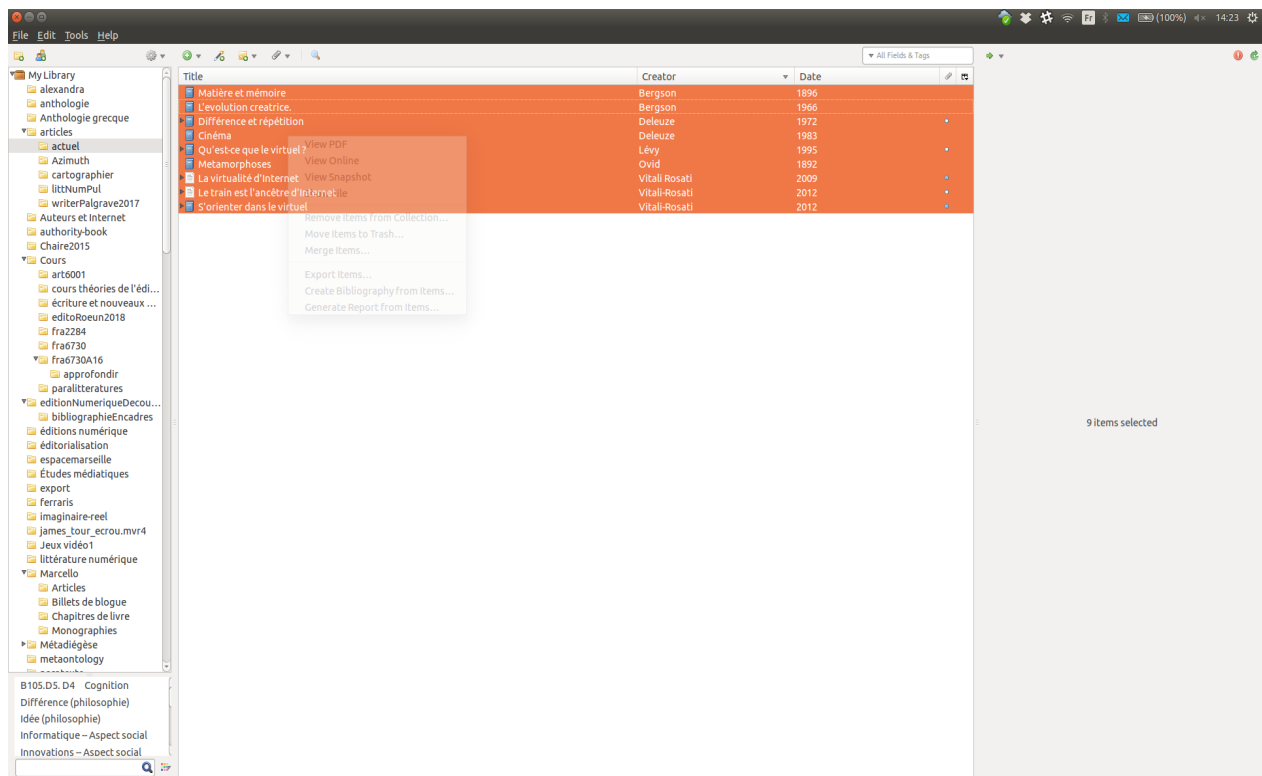 Fr (100%) 14:23
File Edit Tools Help
All Fields & Tags
My Library
alexandra
anthologie
Anthologie grecque
articles
actuel
Azimuth
cartographier
littNumPul
writerPalgrave2017
Auteurs et Internet
authority-book
Chaire2015
Cours
art6001
cours théories de l'édi...
écriture et nouveaux ...
editoRoeun2018
fra2284
fra6730
fra6730A16
approfondir
paralitteratures
editionNumeriqueDecou...
bibliographieEncadres
éditions numérique
éditorialisation
espacemarseille
Études médiatiques
export
ferraris
imaginaire-reel
james_tour_ecrou.mvr4
Jeux vidéo1
littérature numérique
Marcello
Articles
Billets de blogue
Chapitres de livre
Monographies
Métadiégèse
metaontology
B105.D5. D4 Cognition
Différence (philosophie)
Idée (philosophie)
Informatique – Aspect social
Innovations – Aspect social
Title Creator Date
Matière et mémoire Bergson 1896
L'evolution creatrice. Bergson 1966
Différence et répétition Deleuze 1972
Cinéma Deleuze 1983
Qu'est-ce que le virtuel ? Lévy 1995
Metamorphoses Ovid 1892
La virtualité d'Internet Vitali Rosati 2009
Le train est l'ancêtre d'Internet Vitali-Rosati 2012
S'orienter dans le virtuel Vitali-Rosati 2012
View PDF
View Online
View Snapshot
Remove Items from Collection...
Move Items to Trash...
Merge Items...
Export Items...
Create Bibliography from Items...
Generate Report from Items...
9 items selected